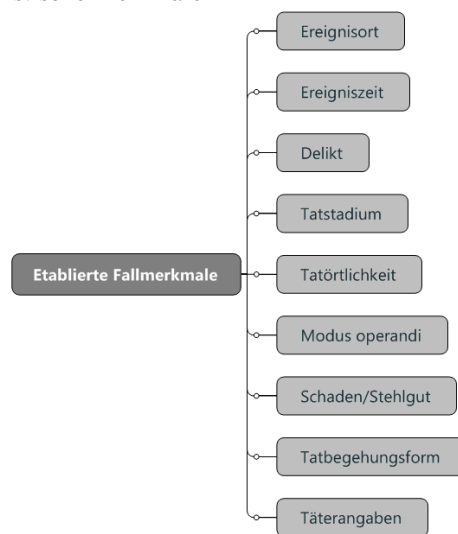 Ereignisort
Ereigniszeit
Delikt
Tatstadium
Etablierte Fallmerkmale
Tatörtlichkeit
Modus operandi
Schaden/Stehlgut
Tatbegehungsform
Täterangaben